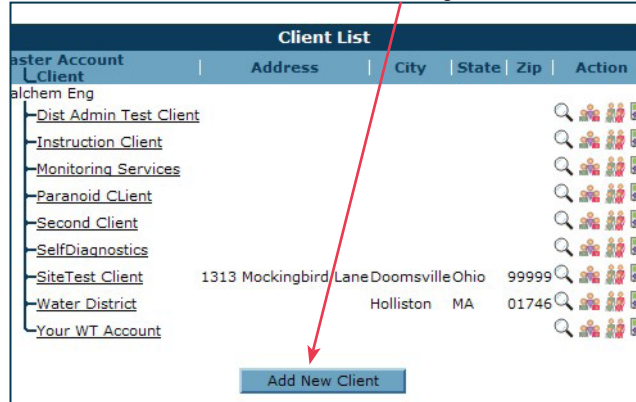 Client List
aster Account
Client | Address | City | State | Zip | Action
alchem Eng
Dist Admin Test Client
Instruction Client
Monitoring Services
Paranoid CLient
Second Client
SelfDiagnostics
SiteTest Client 1313 Mockingbird Lane Doomsville Ohio 99999
Water District Holliston MA 01746
Your WT Account
Add New Client